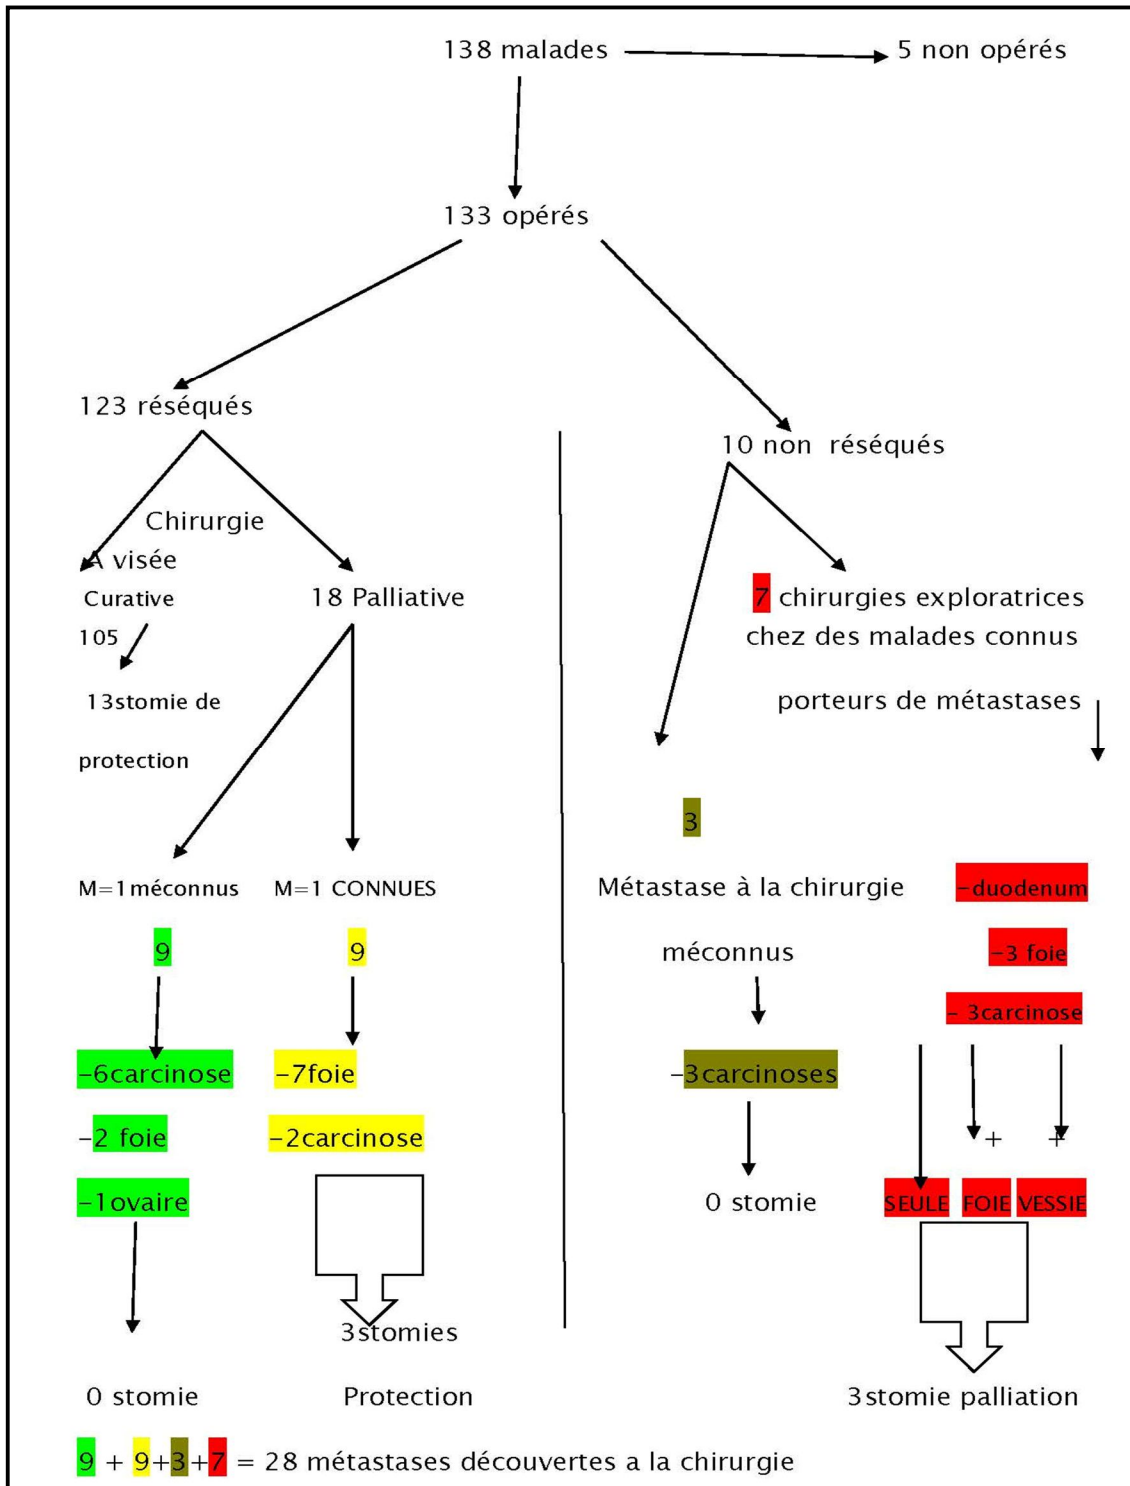 138 malades
5 non opérés
133 opérés
123 réséqués
10 non  réséqués
Chirurgie
A visée
Curative
105
18 Palliative
7 chirurgies exploratrices
chez des malades connus
porteurs de métastases
13stomie de
protection
3
M=1méconnus
M=1 CONNUES
Métastase à la chirurgie
-duodenum
9
9
méconnus
-3 foie
- 3carcinose
-6carcinose
-7foie
-3carcinoses
-2 foie
-2carcinose
+
+
-1ovaire
0 stomie
SEULE
FOIE
VESSIE
3stomies
0 stomie
Protection
3stomie palliation
9 + 9+3+7 = 28 métastases découvertes a la chirurgie